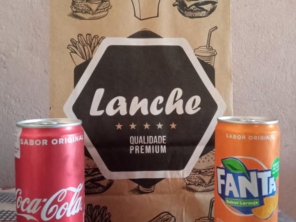 Lanche
QUALIDADE
PREMIUM
SABOR ORIGINAL
Coca-Cola
SABOR ORIGINAL
FANTA